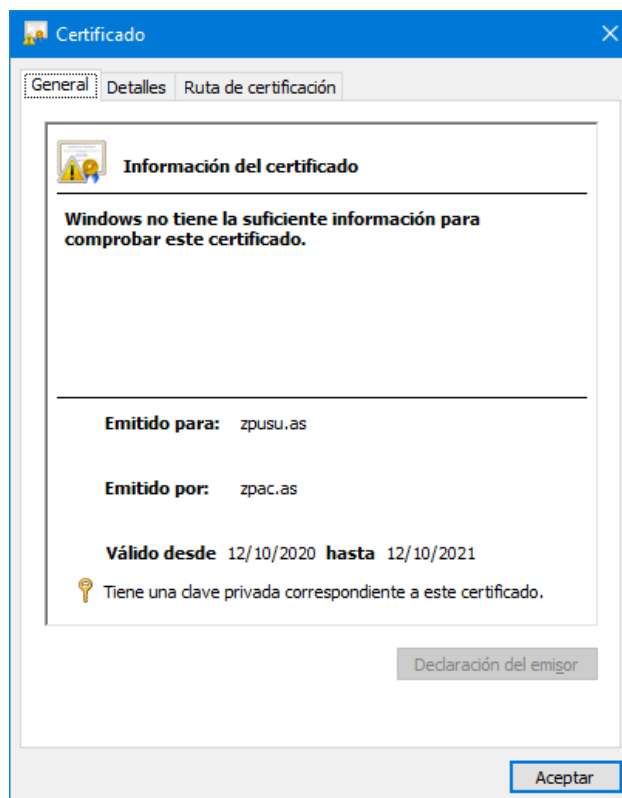 Certificado
General Detalles Ruta de certificación
Información del certificado
Windows no tiene la suficiente información para
comprobar este certificado.
Emitido para: zpusu.as
Emitido por: zpac.as
Válido desde 12/10/2020 hasta 12/10/2021
Tiene una clave privada correspondiente a este certificado.
Declaración del emisor
Aceptar